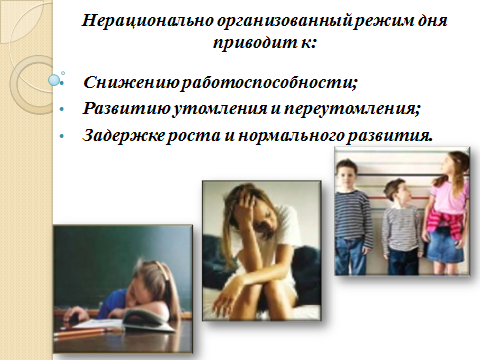 Нерационально организованный режим дня
приводит к:
• Снижению работоспособности;
• Развитию утомления и переутомления;
• Задержке роста и нормального развития.